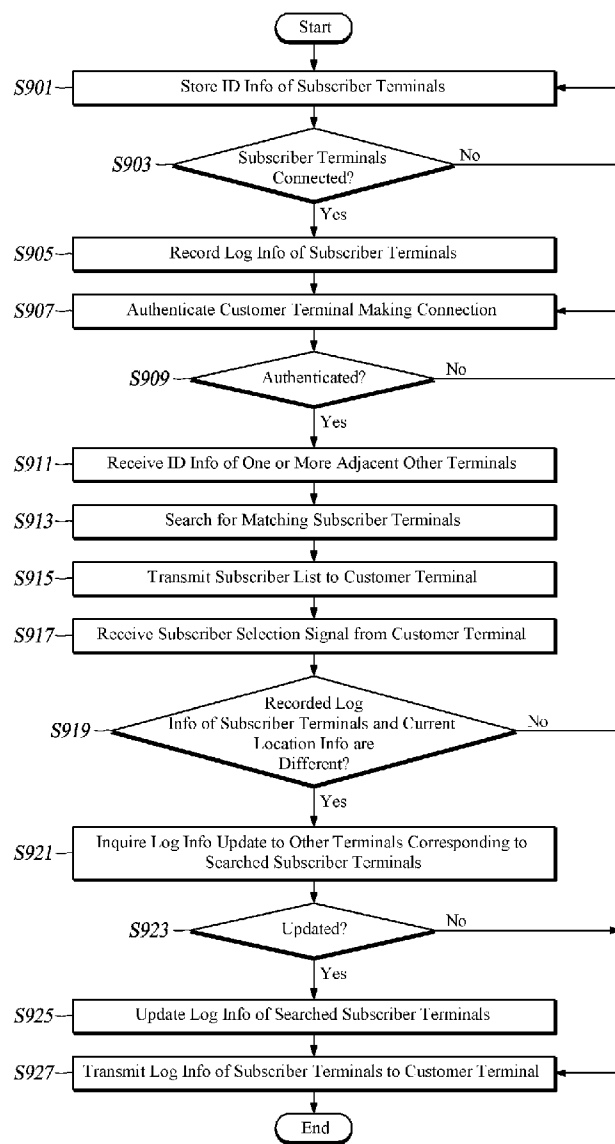 Start
S901
Store ID Info of Subscriber Terminals
S903
Subscriber Terminals
Connected?
No
Yes
S905
Record Log Info of Subscriber Terminals
S907
Authenticate Customer Terminal Making Connection
S909
Authenticated?
No
Yes
S911
Receive ID Info of One or More Adjacent Other Terminals
S913
Search for Matching Subscriber Terminals
S915
Transmit Subscriber List to Customer Terminal
S917
Receive Subscriber Selection Signal from Customer Terminal
S919
Recorded Log
Info of Subscriber Terminals and Current
Location Info are
Different?
No
Yes
S921
Inquire Log Info Update to Other Terminals Corresponding to
Searched Subscriber Terminals
S923
Updated?
No
Yes
S925
Update Log Info of Searched Subscriber Terminals
S927
Transmit Log Info of Subscriber Terminals to Customer Terminal
End